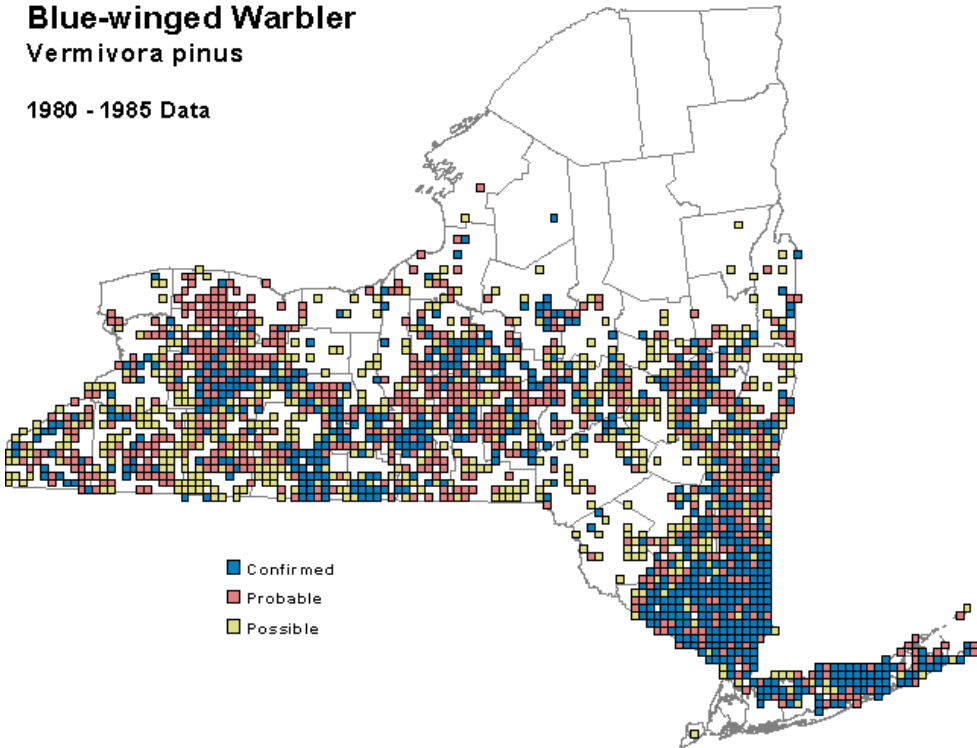 Blue-winged Warbler
Vermivora pinus
1980 - 1985 Data
Confirmed
Probable
Possible